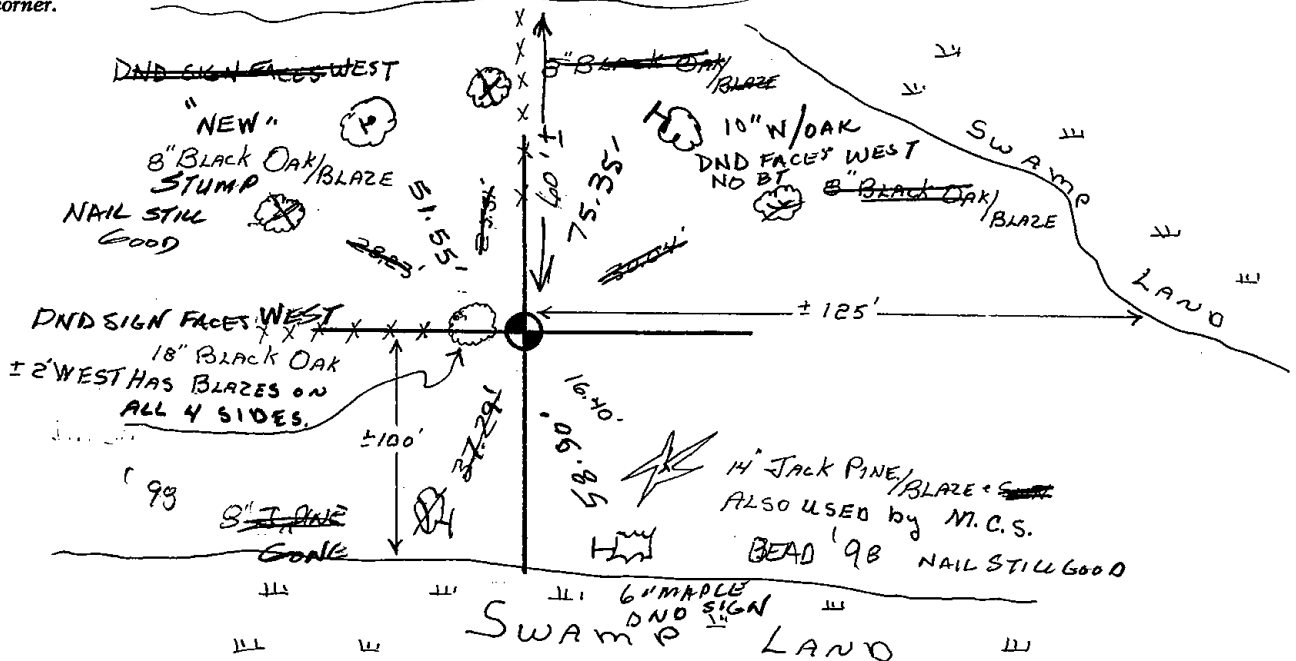 corner.
DND SIGN FACES WEST
8" BLACK OAK/
BLAZE
"NEW"
8" BLACK OAK/BLAZE
STUMP
NAIL STILL
GOOD
10" W/OAK
DND FACES WEST
NO BT
8" BLACK OAK/
BLAZE
SWAMP
LAND
51.55'
60'±
75.35'
28.23'
30.04'
± 125'
DND SIGN FACES WEST
18" BLACK OAK
± 2' WEST HAS BLAZES ON
ALL 4 SIDES.
±100'
37.29'
16.40'
58.90'
'98
8" J. PINE
GONE
14" JACK PINE/BLAZE +
ALSO USED by M.C.S.
BEAD '98 NAIL STILL GOOD
6" MAPLE
DND SIGN
SWAMP LAND